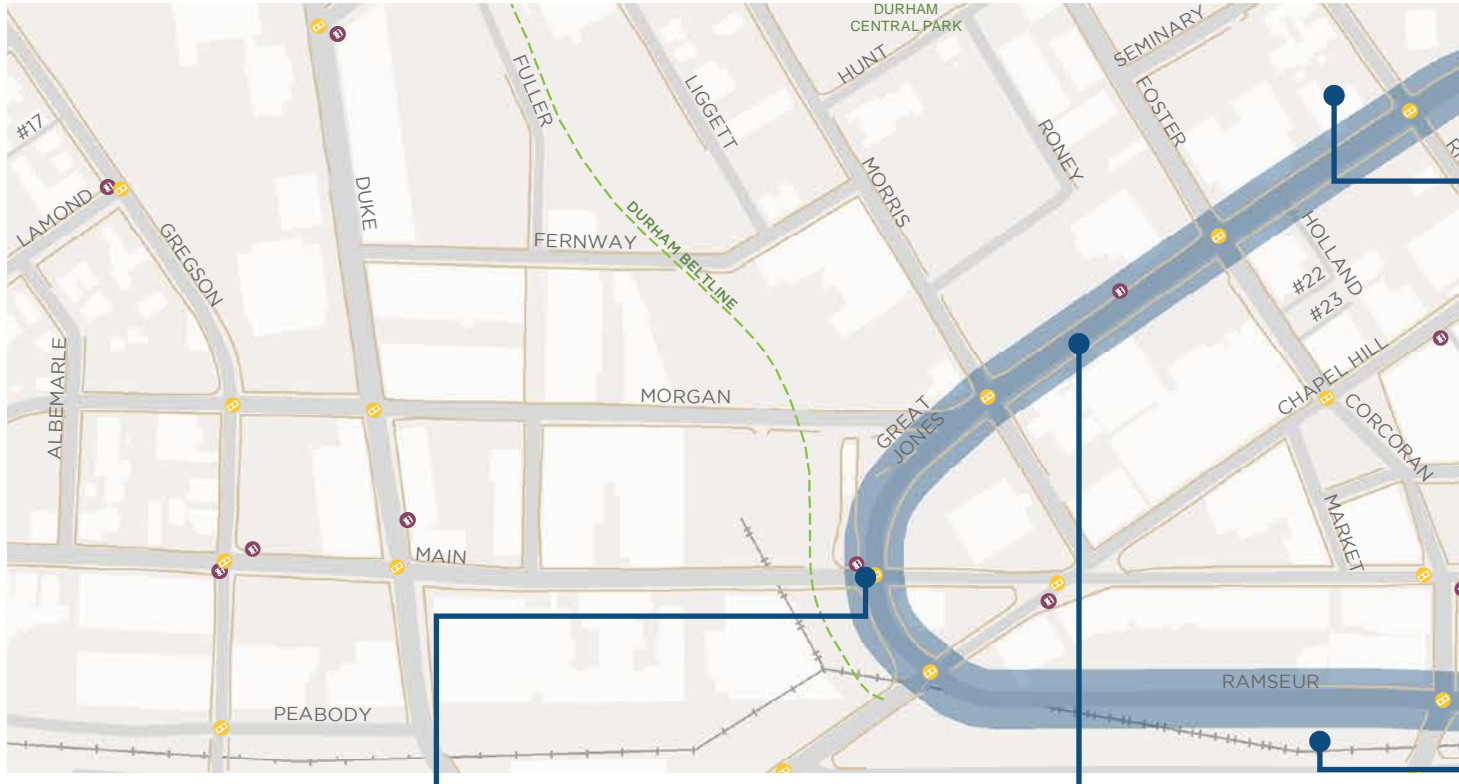 DURHAM
CENTRAL PARK
SEMINARY
HUNT
FULLER
LIGGETT
FOSTER
#17
RONEY
LAMOND
DUKE
MORRIS
GREGSON
FERNWAY
DURHAM BELTLINE
HOLLAND
#22
#23
ALBEMARLE
MORGAN
GREAT
JONES
CHAPEL HILL
CORCORAN
MARKET
MAIN
RAMSEUR
PEABODY